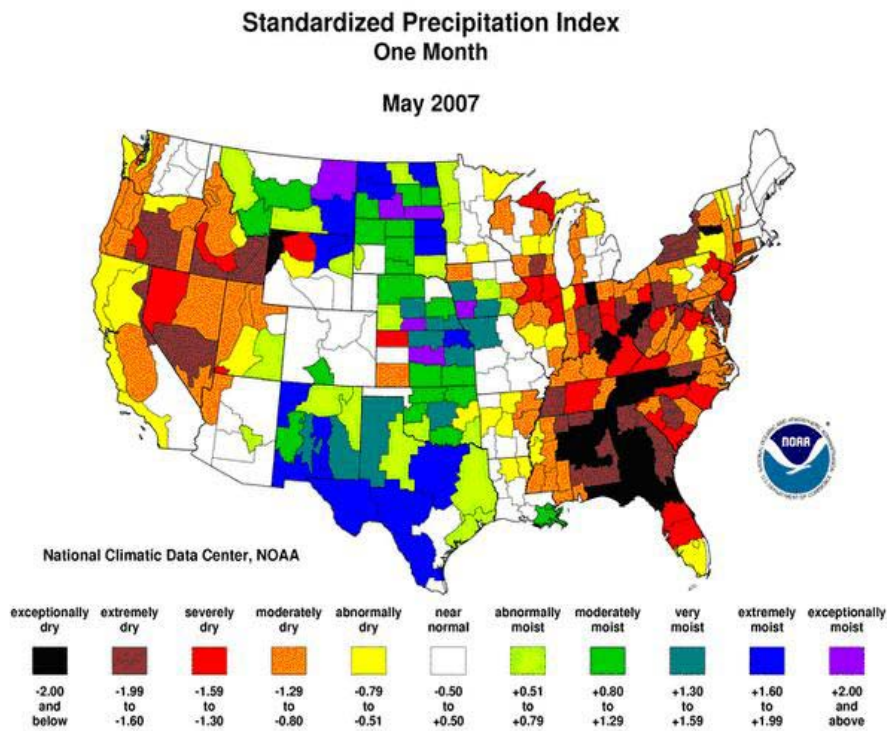 Standardized Precipitation Index
One Month
May 2007
NOAA
National Climatic Data Center, NOAA
exceptionally dry
extremely dry
severely dry
moderately dry
abnormally dry
near normal
abnormally moist
moderately moist
very moist
extremely moist
exceptionally moist
-2.00 and below
-1.99 to -1.60
-1.59 to -1.30
-1.29 to -0.80
-0.79 to -0.51
-0.50 to +0.50
+0.51 to +0.79
+0.80 to +1.29
+1.30 to +1.59
+1.60 to +1.99
+2.00 and above